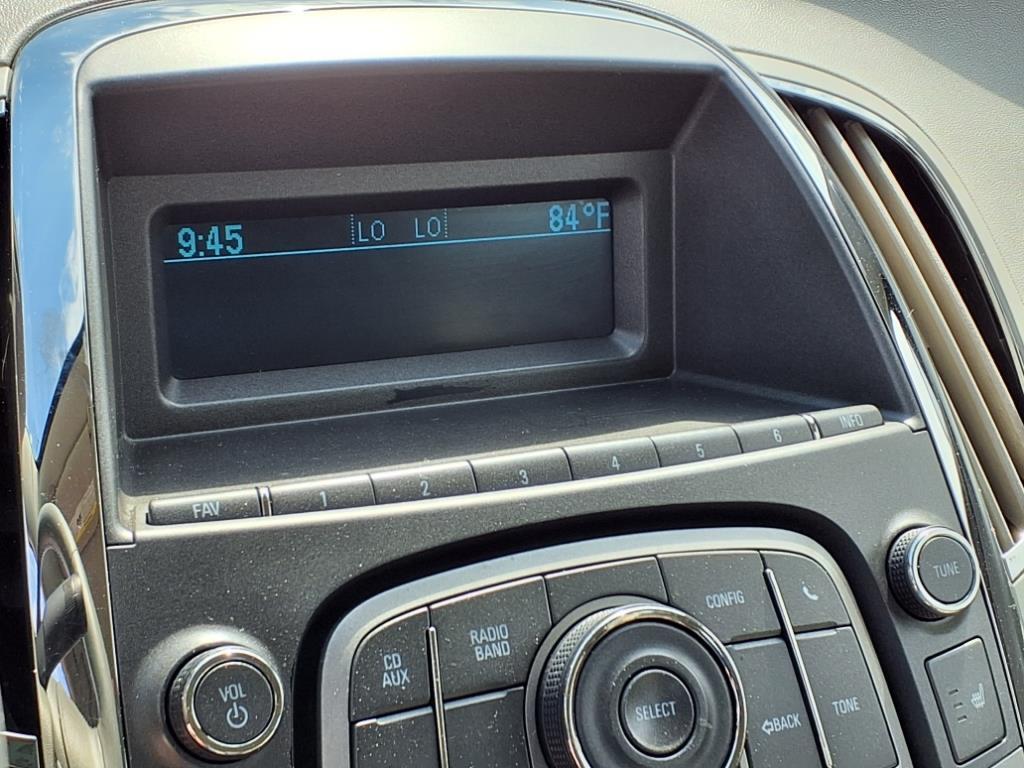 9:45 LO LO 84°F
FAV 1 2 3 4 5 6 INFO
TUNE
CONFIG
RADIO
BAND
CD
AUX
VOL
SELECT
BACK
TONE